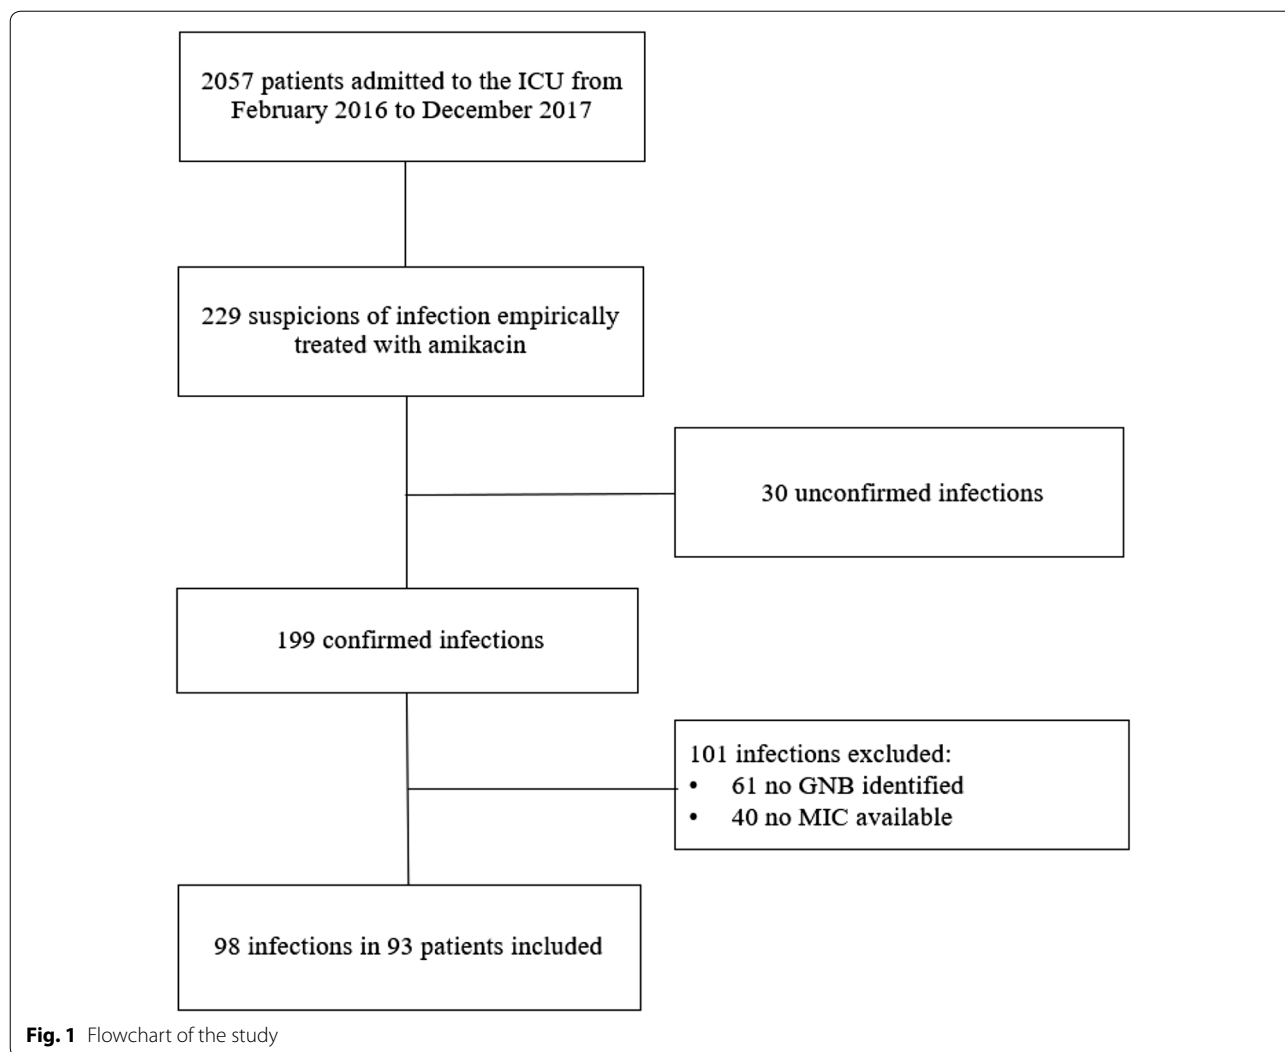 2057 patients admitted to the ICU from
February 2016 to December 2017
229 suspicions of infection empirically
treated with amikacin
30 unconfirmed infections
199 confirmed infections
101 infections excluded:
• 61 no GNB identified
• 40 no MIC available
98 infections in 93 patients included
Fig. 1 Flowchart of the study